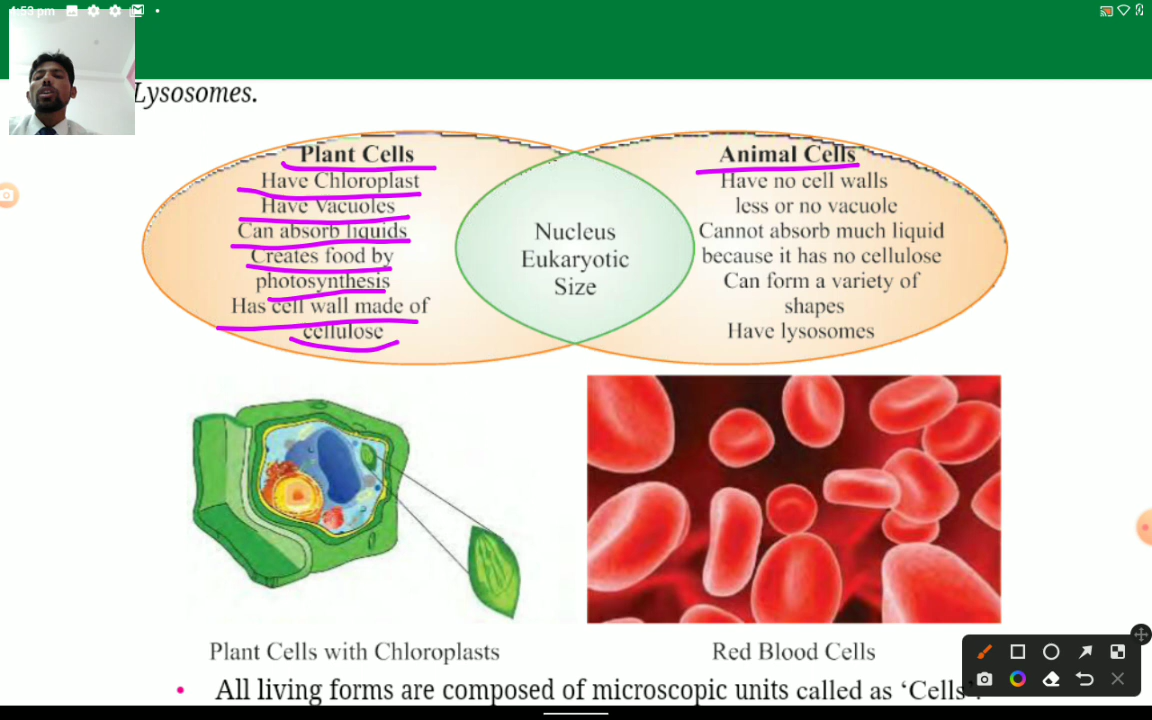 4:53 pm
Lysosomes.
Plant Cells
Have Chloroplast
Have Vacuoles
Can absorb liquids
Creates food by
photosynthesis
Has cell wall made of
cellulose
Nucleus
Eukaryotic
Size
Animal Cells
Have no cell walls
less or no vacuole
Cannot absorb much liquid
because it has no cellulose
Can form a variety of
shapes
Have lysosomes
Plant Cells with Chloroplasts
Red Blood Cells
• All living forms are composed of microscopic units called as ‘Cells’.